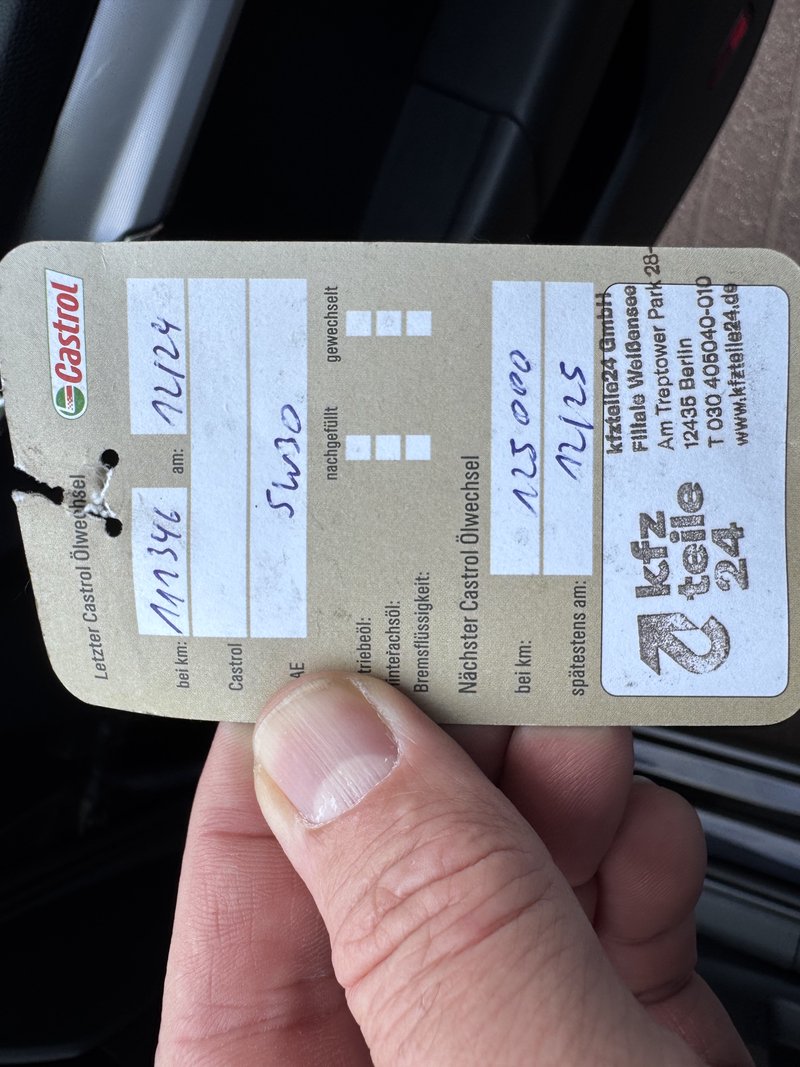 Castrol
Letzter Castrol Ölwechsel
bei km: 111346 am: 12/24
Castrol
AE 5W30
nachgefüllt gewechselt
triebeöl:
interachsöl:
Bremsflüssigkeit:
Nächster Castrol Ölwechsel
bei km: 125000
spätestens am: 12/25
kfz
teile
24
kfzteile24 GmbH
Filiale Weißensee
Am Treptower Park 28-
12435 Berlin
T 030 405040-010
www.kfzteile24.de